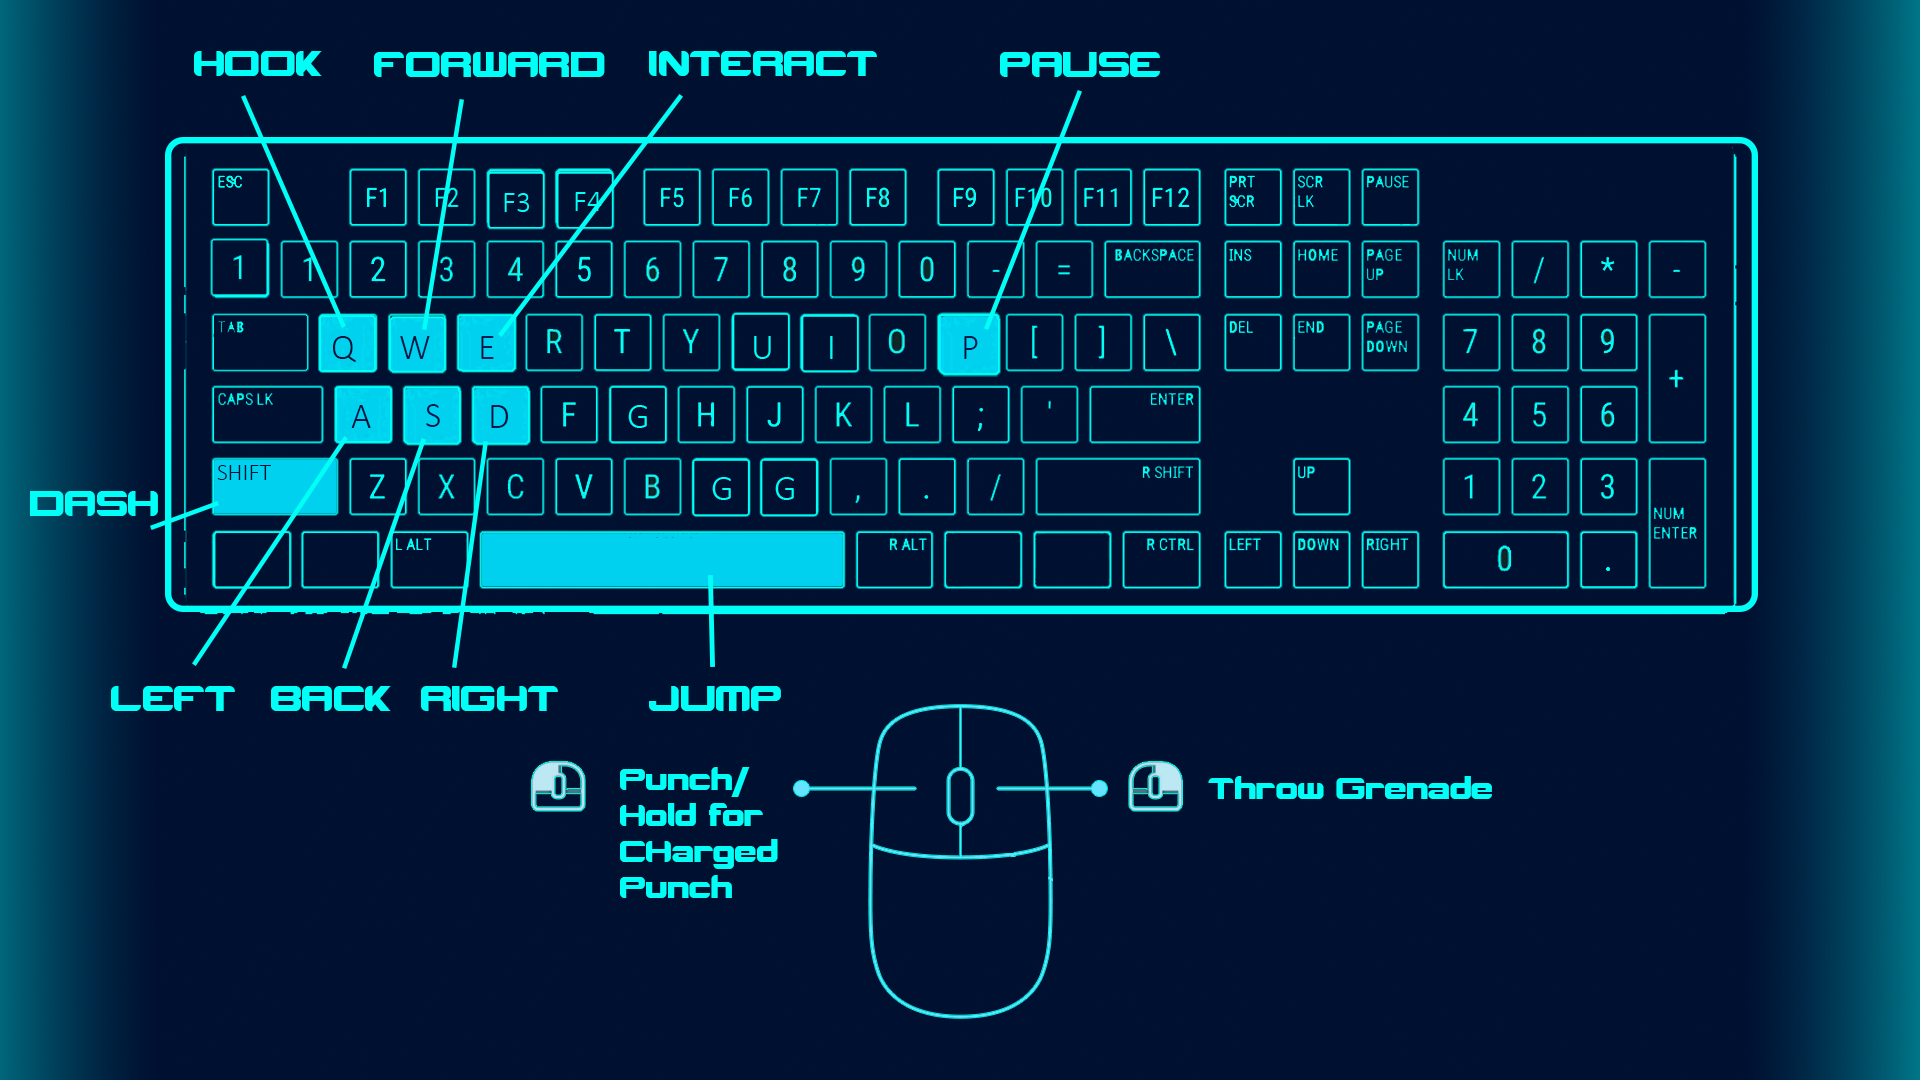 HOOK FORWARD INTERACT PAUSE
ESC F1 F2 F3 F4 F5 F6 F7 F8 F9 F10 F11 F12 PRT SCR SCR LK PAUSE
1 1 2 3 4 5 6 7 8 9 0 - = BACKSPACE INS HOME PAGE UP NUM LK / * -
TAB Q W E R T Y U I O P [ ] \ DEL END PAGE DOWN 7 8 9 +
CAPS LK A S D F G H J K L ; ' ENTER 4 5 6
SHIFT Z X C V B G G , . / R SHIFT UP 1 2 3 NUM ENTER
DASH
L ALT R ALT R CTRL LEFT DOWN RIGHT 0 .
LEFT BACK RIGHT JUMP
Punch/
Hold for
CHarged
Punch
Throw Grenade